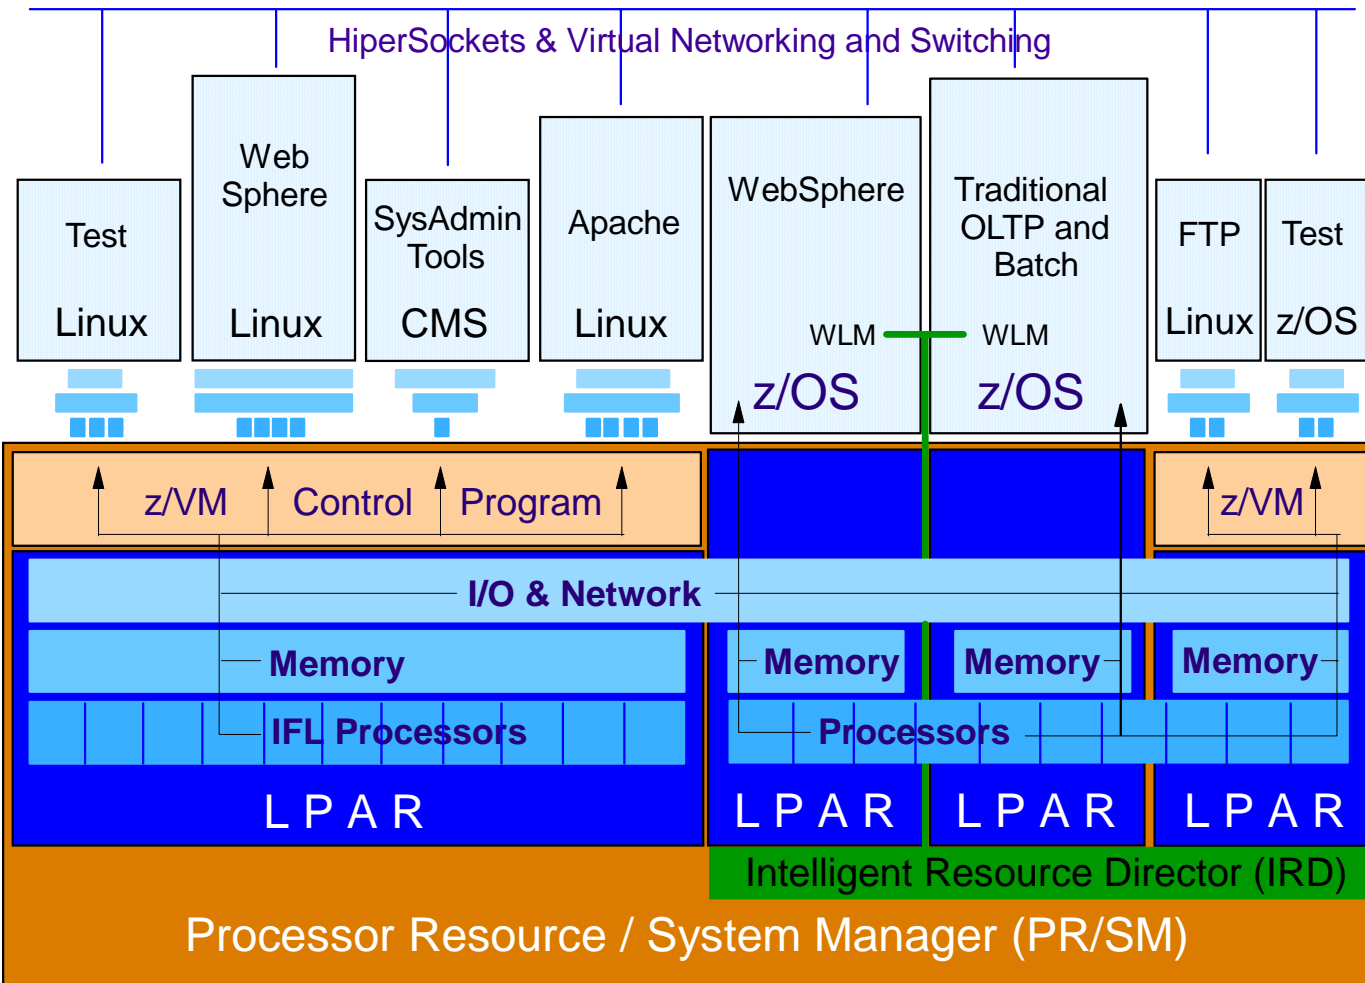 HiperSockets & Virtual Networking and Switching
Test
Linux
Web
Sphere
Linux
SysAdmin
Tools
CMS
Apache
Linux
WebSphere
WLM
z/OS
Traditional
OLTP and
Batch
WLM
z/OS
FTP
Linux
Test
z/OS
z/VM Control Program
z/VM
I/O & Network
Memory
Memory
Memory
Memory
IFL Processors
Processors
L P A R
L P A R
L P A R
L P A R
Intelligent Resource Director (IRD)
Processor Resource / System Manager (PR/SM)